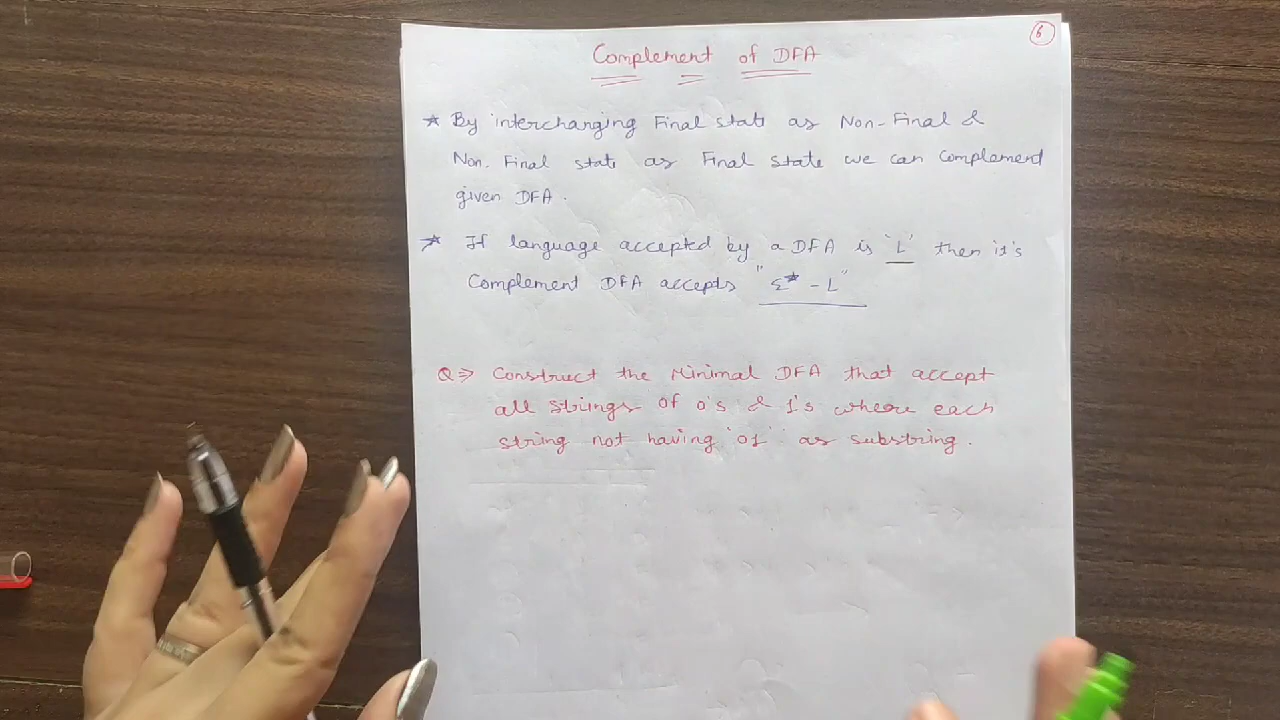 6
Complement of DFA
★ By interchanging Final state as Non-Final &
Non-Final state as Final state we can complement
given DFA.
★ If language accepted by a DFA is 'L' then it's
Complement DFA accepts "Σ* - L"
Q⇒ Construct the Minimal DFA that accept
all strings of 0's & 1's where each
string not having '01' as substring.